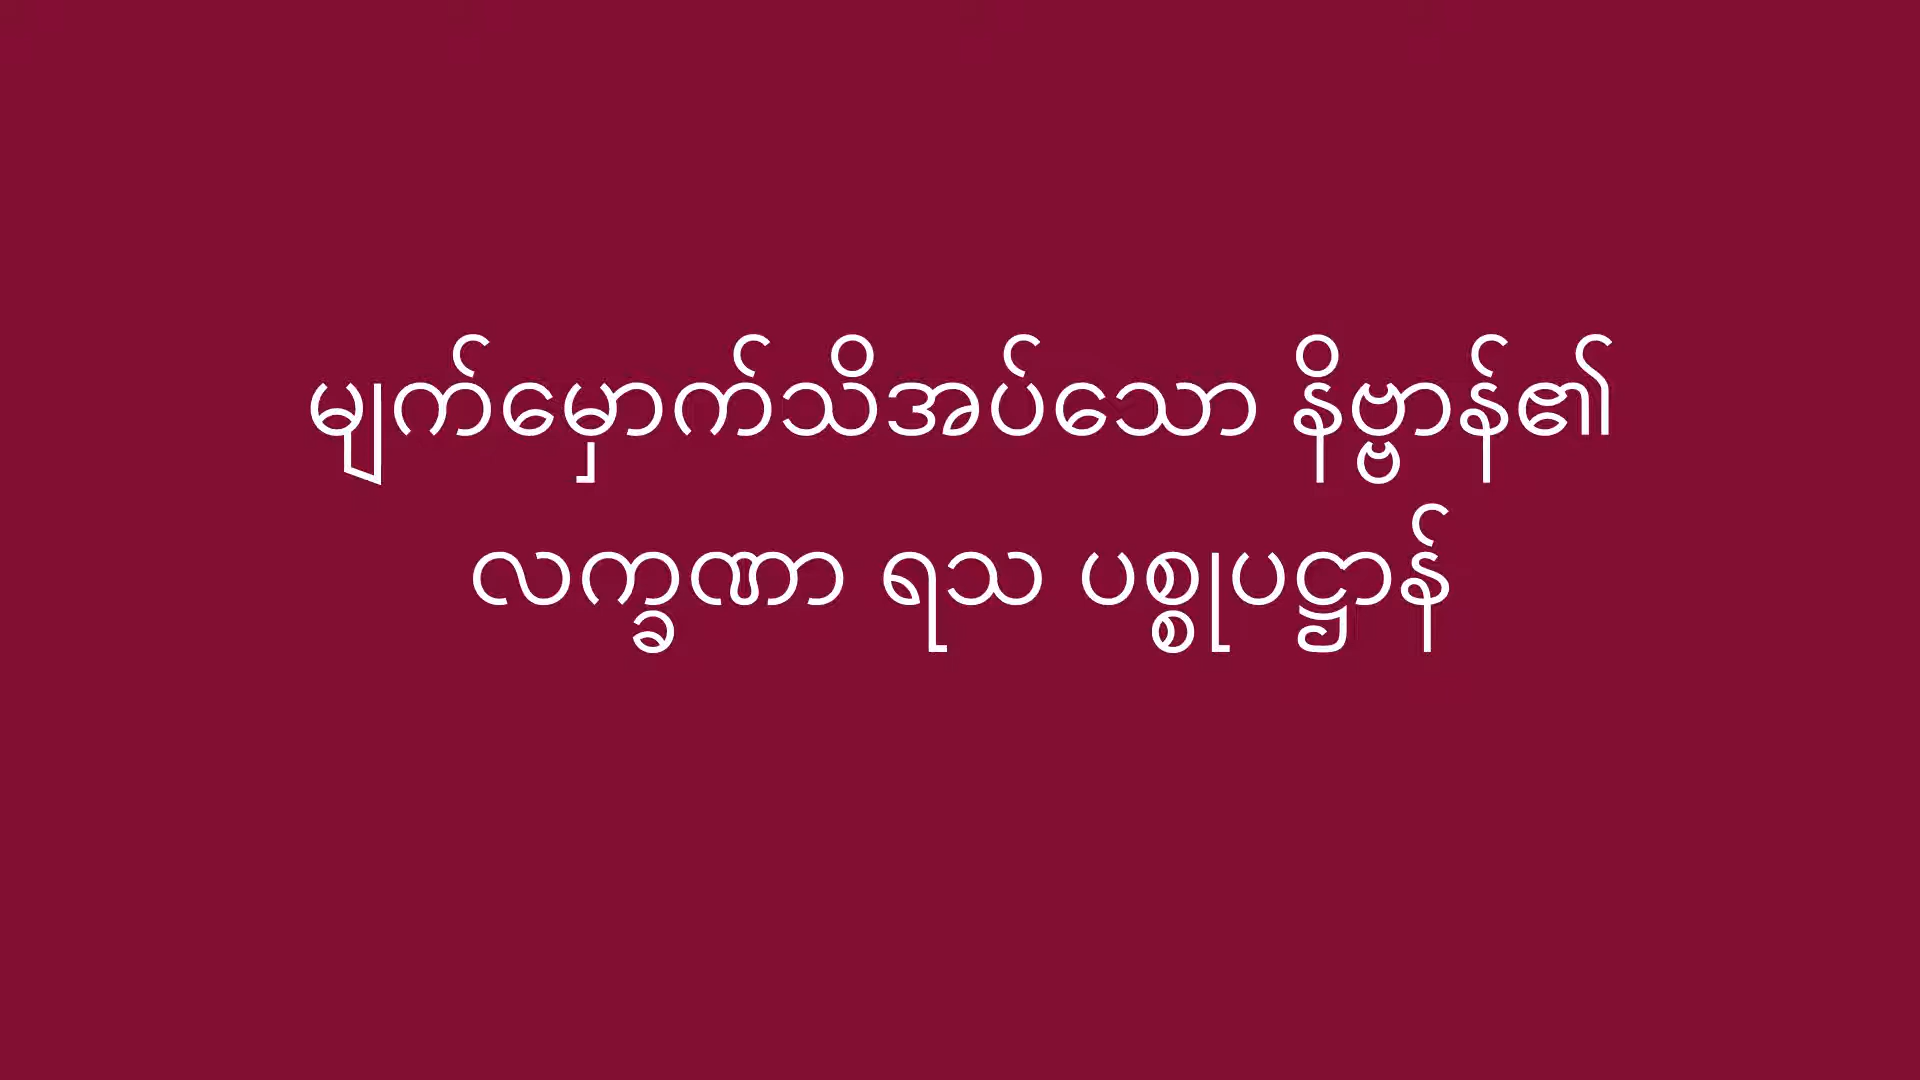 မျက်မှောက်သိအပ်သော နိဗ္ဗာန်၏
လက္ခဏာ ရသ ပစ္စုပဋ္ဌာန်